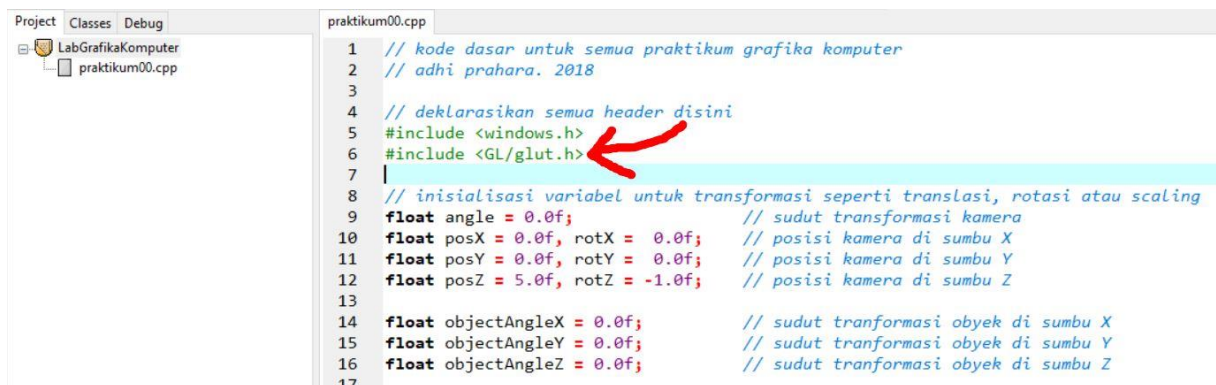 Project Classes Debug
LabGrafikaKomputer
praktikum00.cpp
praktikum00.cpp
1 // kode dasar untuk semua praktikum grafika komputer
2 // adhi prahara. 2018
3
4 // deklarasikan semua header disini
5 #include <windows.h>
6 #include <GL/glut.h>
7
8 // inisialisasi variabel untuk transformasi seperti translasi, rotasi atau scaling
9 float angle = 0.0f; // sudut transformasi kamera
10 float posX = 0.0f, rotX = 0.0f; // posisi kamera di sumbu X
11 float posY = 0.0f, rotY = 0.0f; // posisi kamera di sumbu Y
12 float posZ = 5.0f, rotZ = -1.0f; // posisi kamera di sumbu Z
13
14 float objectAngleX = 0.0f; // sudut tranformasi obyek di sumbu X
15 float objectAngleY = 0.0f; // sudut tranformasi obyek di sumbu Y
16 float objectAngleZ = 0.0f; // sudut tranformasi obyek di sumbu Z
17